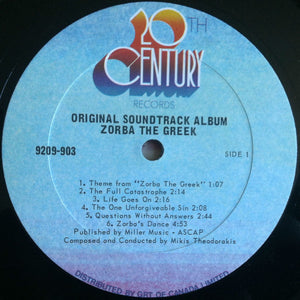 20TH
CENTURY
RECORDS
ORIGINAL SOUNDTRACK ALBUM
ZORBA THE GREEK
9209-903
SIDE 1
1. Theme from "Zorba The Greek" 1:07
2. The Full Catastrophe 2:14
3. Life Goes On 2:16
4. The One Unforgivable Sin 2:08
5. Questions Without Answers 2:44
6. Zorba's Dance 4:53
Published by Miller Music - ASCAP
Composed and Conducted by Mikis Theodorakis
DISTRIBUTED BY GRT OF CANADA LIMITED